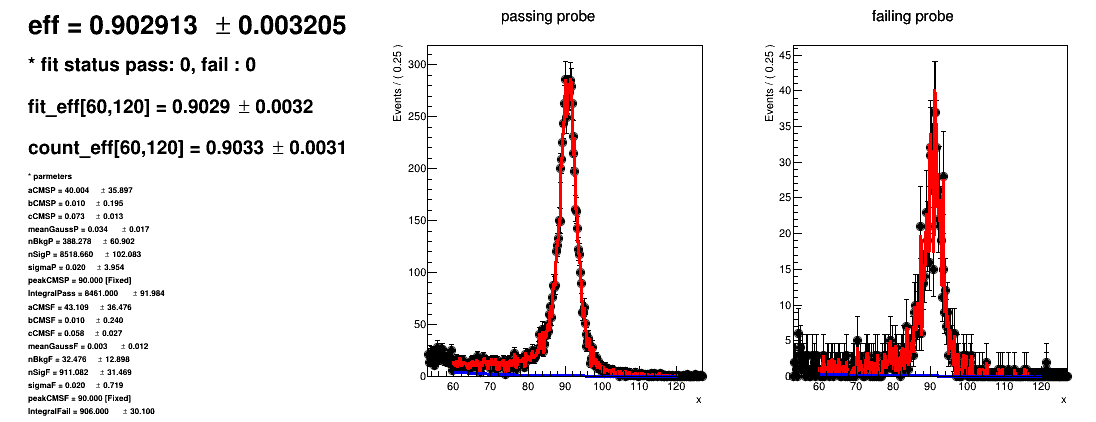 eff = 0.902913 ± 0.003205
* fit status pass: 0, fail : 0
fit_eff[60,120] = 0.9029 ± 0.0032
count_eff[60,120] = 0.9033 ± 0.0031
* parmeters
aCMSP = 40.004 ± 35.897
bCMSP = 0.010 ± 0.195
cCMSP = 0.073 ± 0.013
meanGaussP = 0.034 ± 0.017
nBkgP = 388.278 ± 60.902
nSigP = 8518.660 ± 102.083
sigmaP = 0.020 ± 3.954
peakCMSP = 90.000 [Fixed]
IntegralPass = 8461.000 ± 91.984
aCMSF = 43.109 ± 36.476
bCMSF = 0.010 ± 0.240
cCMSF = 0.058 ± 0.027
meanGaussF = 0.003 ± 0.012
nBkgF = 32.476 ± 12.898
nSigF = 911.082 ± 31.469
sigmaF = 0.020 ± 0.719
peakCMSF = 90.000 [Fixed]
IntegralFail = 906.000 ± 30.100
passing probe
Events / ( 0.25 )
300
250
200
150
100
50
0
60 70 80 90 100 110 120
x
failing probe
Events / ( 0.25 )
45
40
35
30
25
20
15
10
5
0
60 70 80 90 100 110 120
x